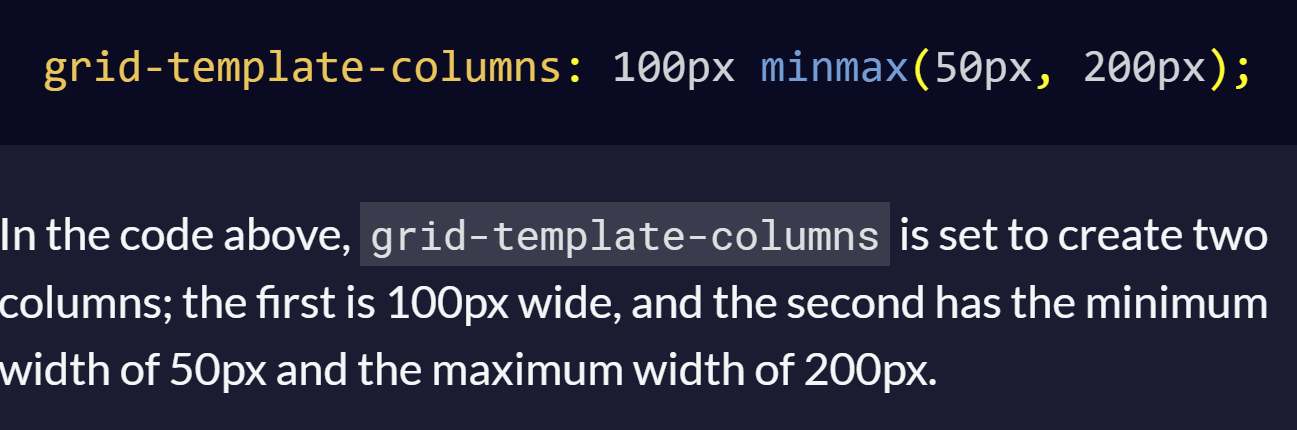 grid-template-columns: 100px minmax(50px, 200px);
In the code above, grid-template-columns is set to create two
columns; the first is 100px wide, and the second has the minimum
width of 50px and the maximum width of 200px.